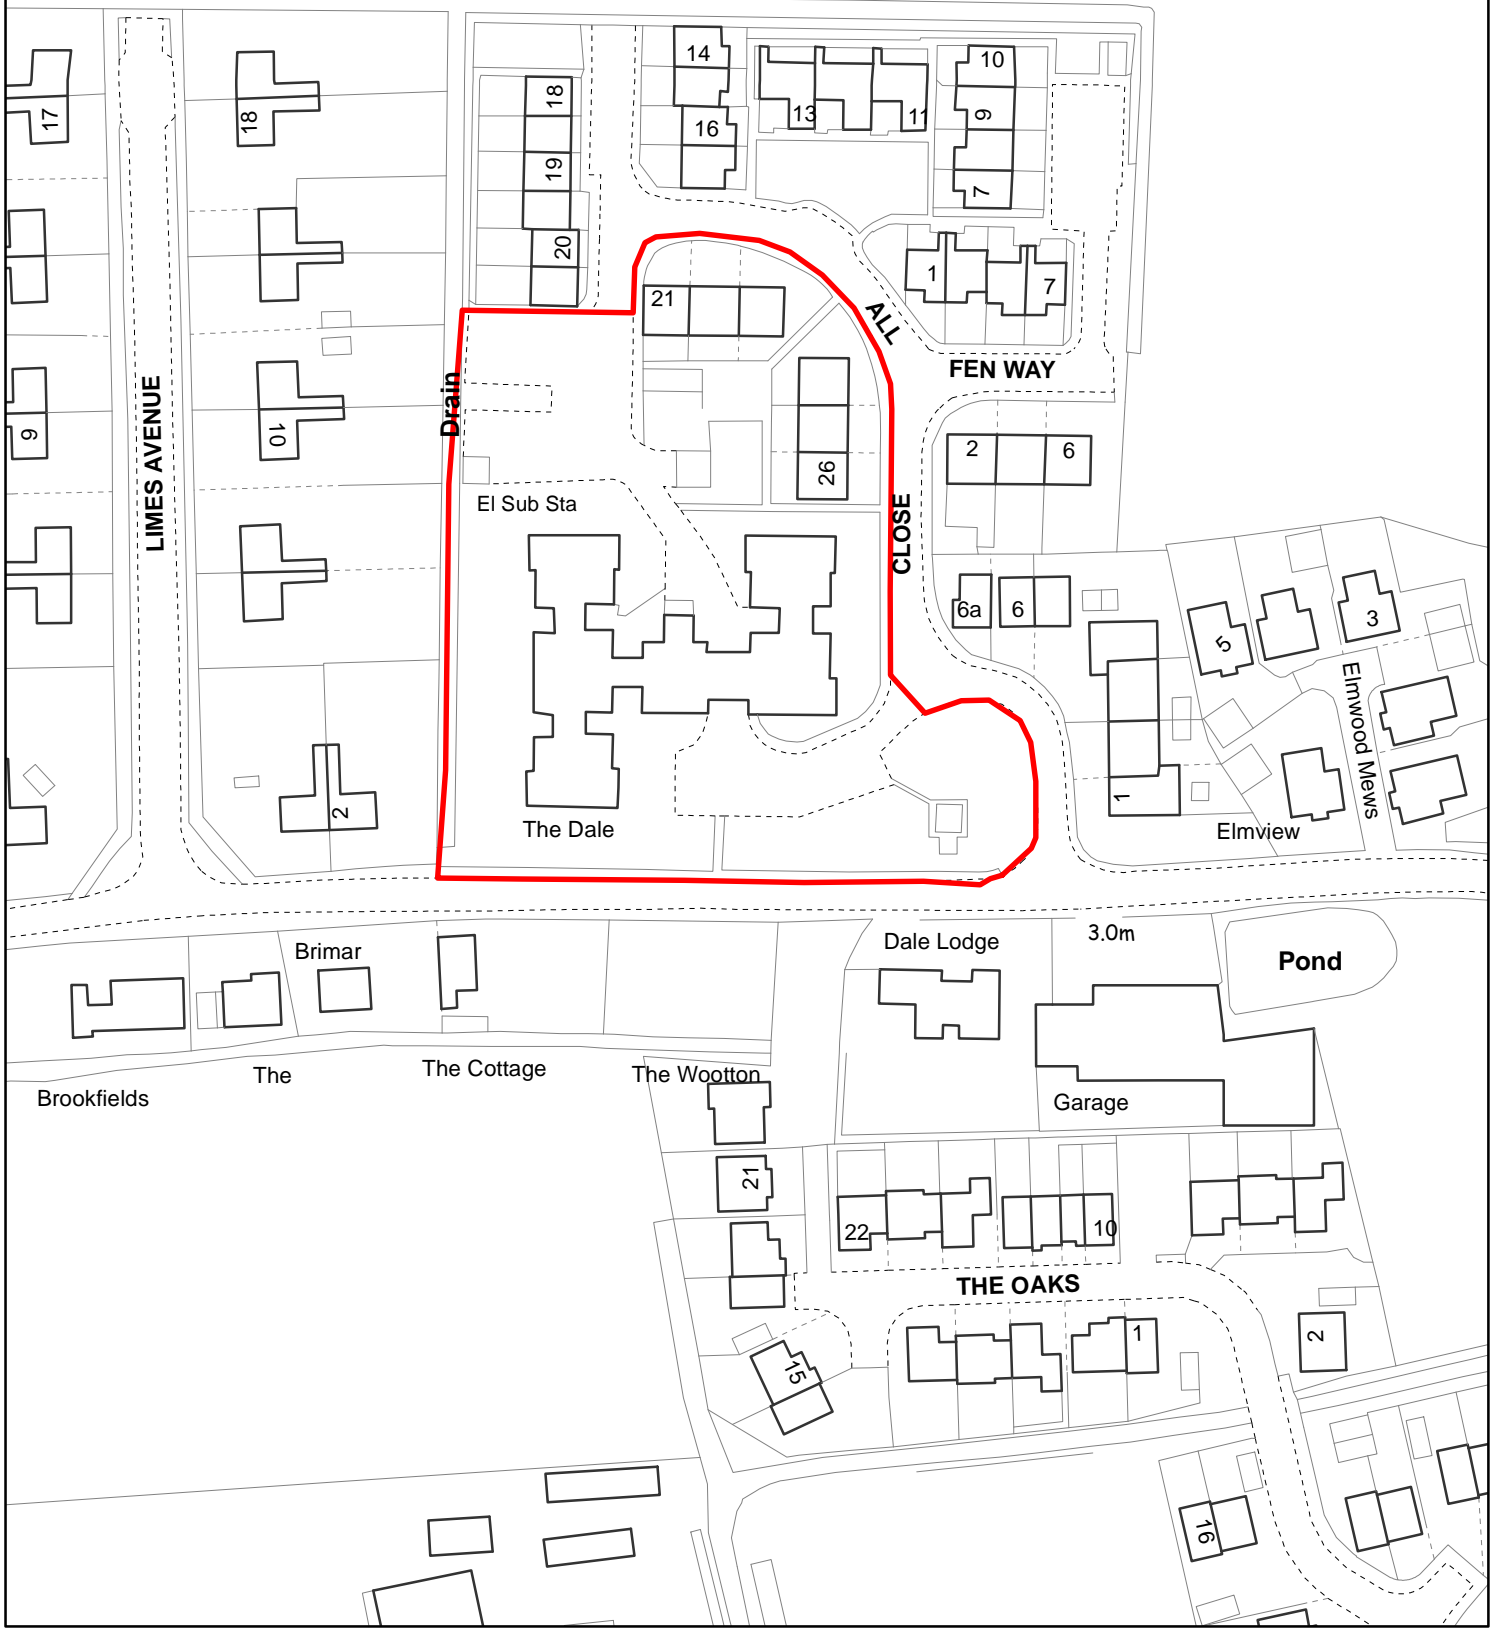 17
18
18
19
20
14
16
13
11
10
9
7
1
7
21
ALL
FEN WAY
CLOSE
Drain
LIMES AVENUE
9
10
2
26
2
6
El Sub Sta
6a
6
5
3
Elmwood Mews
1
Elmview
The Dale
2
Brimar
Dale Lodge
3.0m
Pond
The
The Cottage
The Wootton
Brookfields
Garage
21
22
10
THE OAKS
1
2
15
16